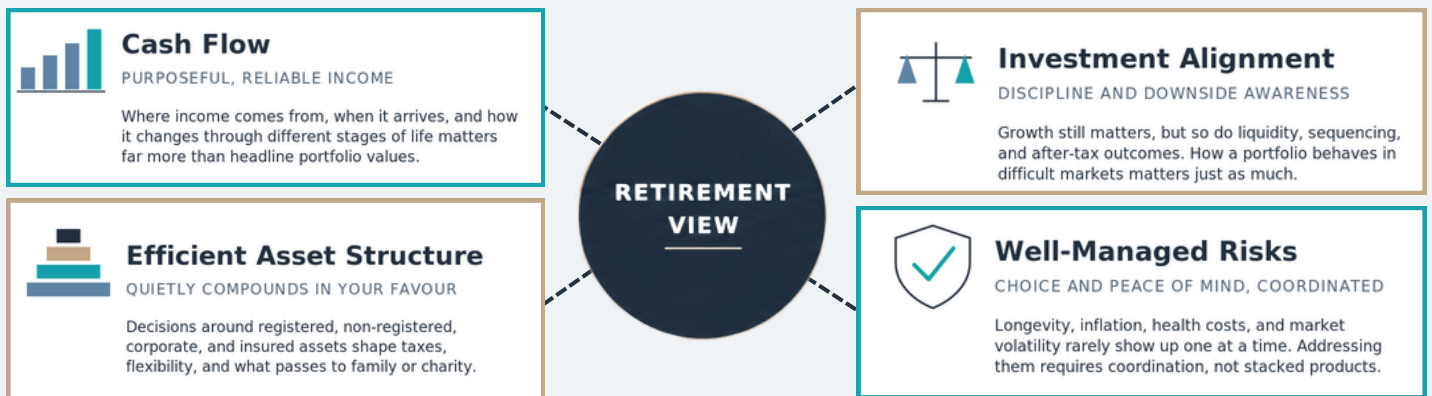 Cash Flow
PURPOSEFUL, RELIABLE INCOME
Where income comes from, when it arrives, and how
it changes through different stages of life matters
far more than headline portfolio values.
Efficient Asset Structure
QUIETLY COMPOUNDS IN YOUR FAVOUR
Decisions around registered, non-registered,
corporate, and insured assets shape taxes,
flexibility, and what passes to family or charity.
RETIREMENT
VIEW
Investment Alignment
DISCIPLINE AND DOWNSIDE AWARENESS
Growth still matters, but so do liquidity, sequencing,
and after-tax outcomes. How a portfolio behaves in
difficult markets matters just as much.
Well-Managed Risks
CHOICE AND PEACE OF MIND, COORDINATED
Longevity, inflation, health costs, and market
volatility rarely show up one at a time. Addressing
them requires coordination, not stacked products.